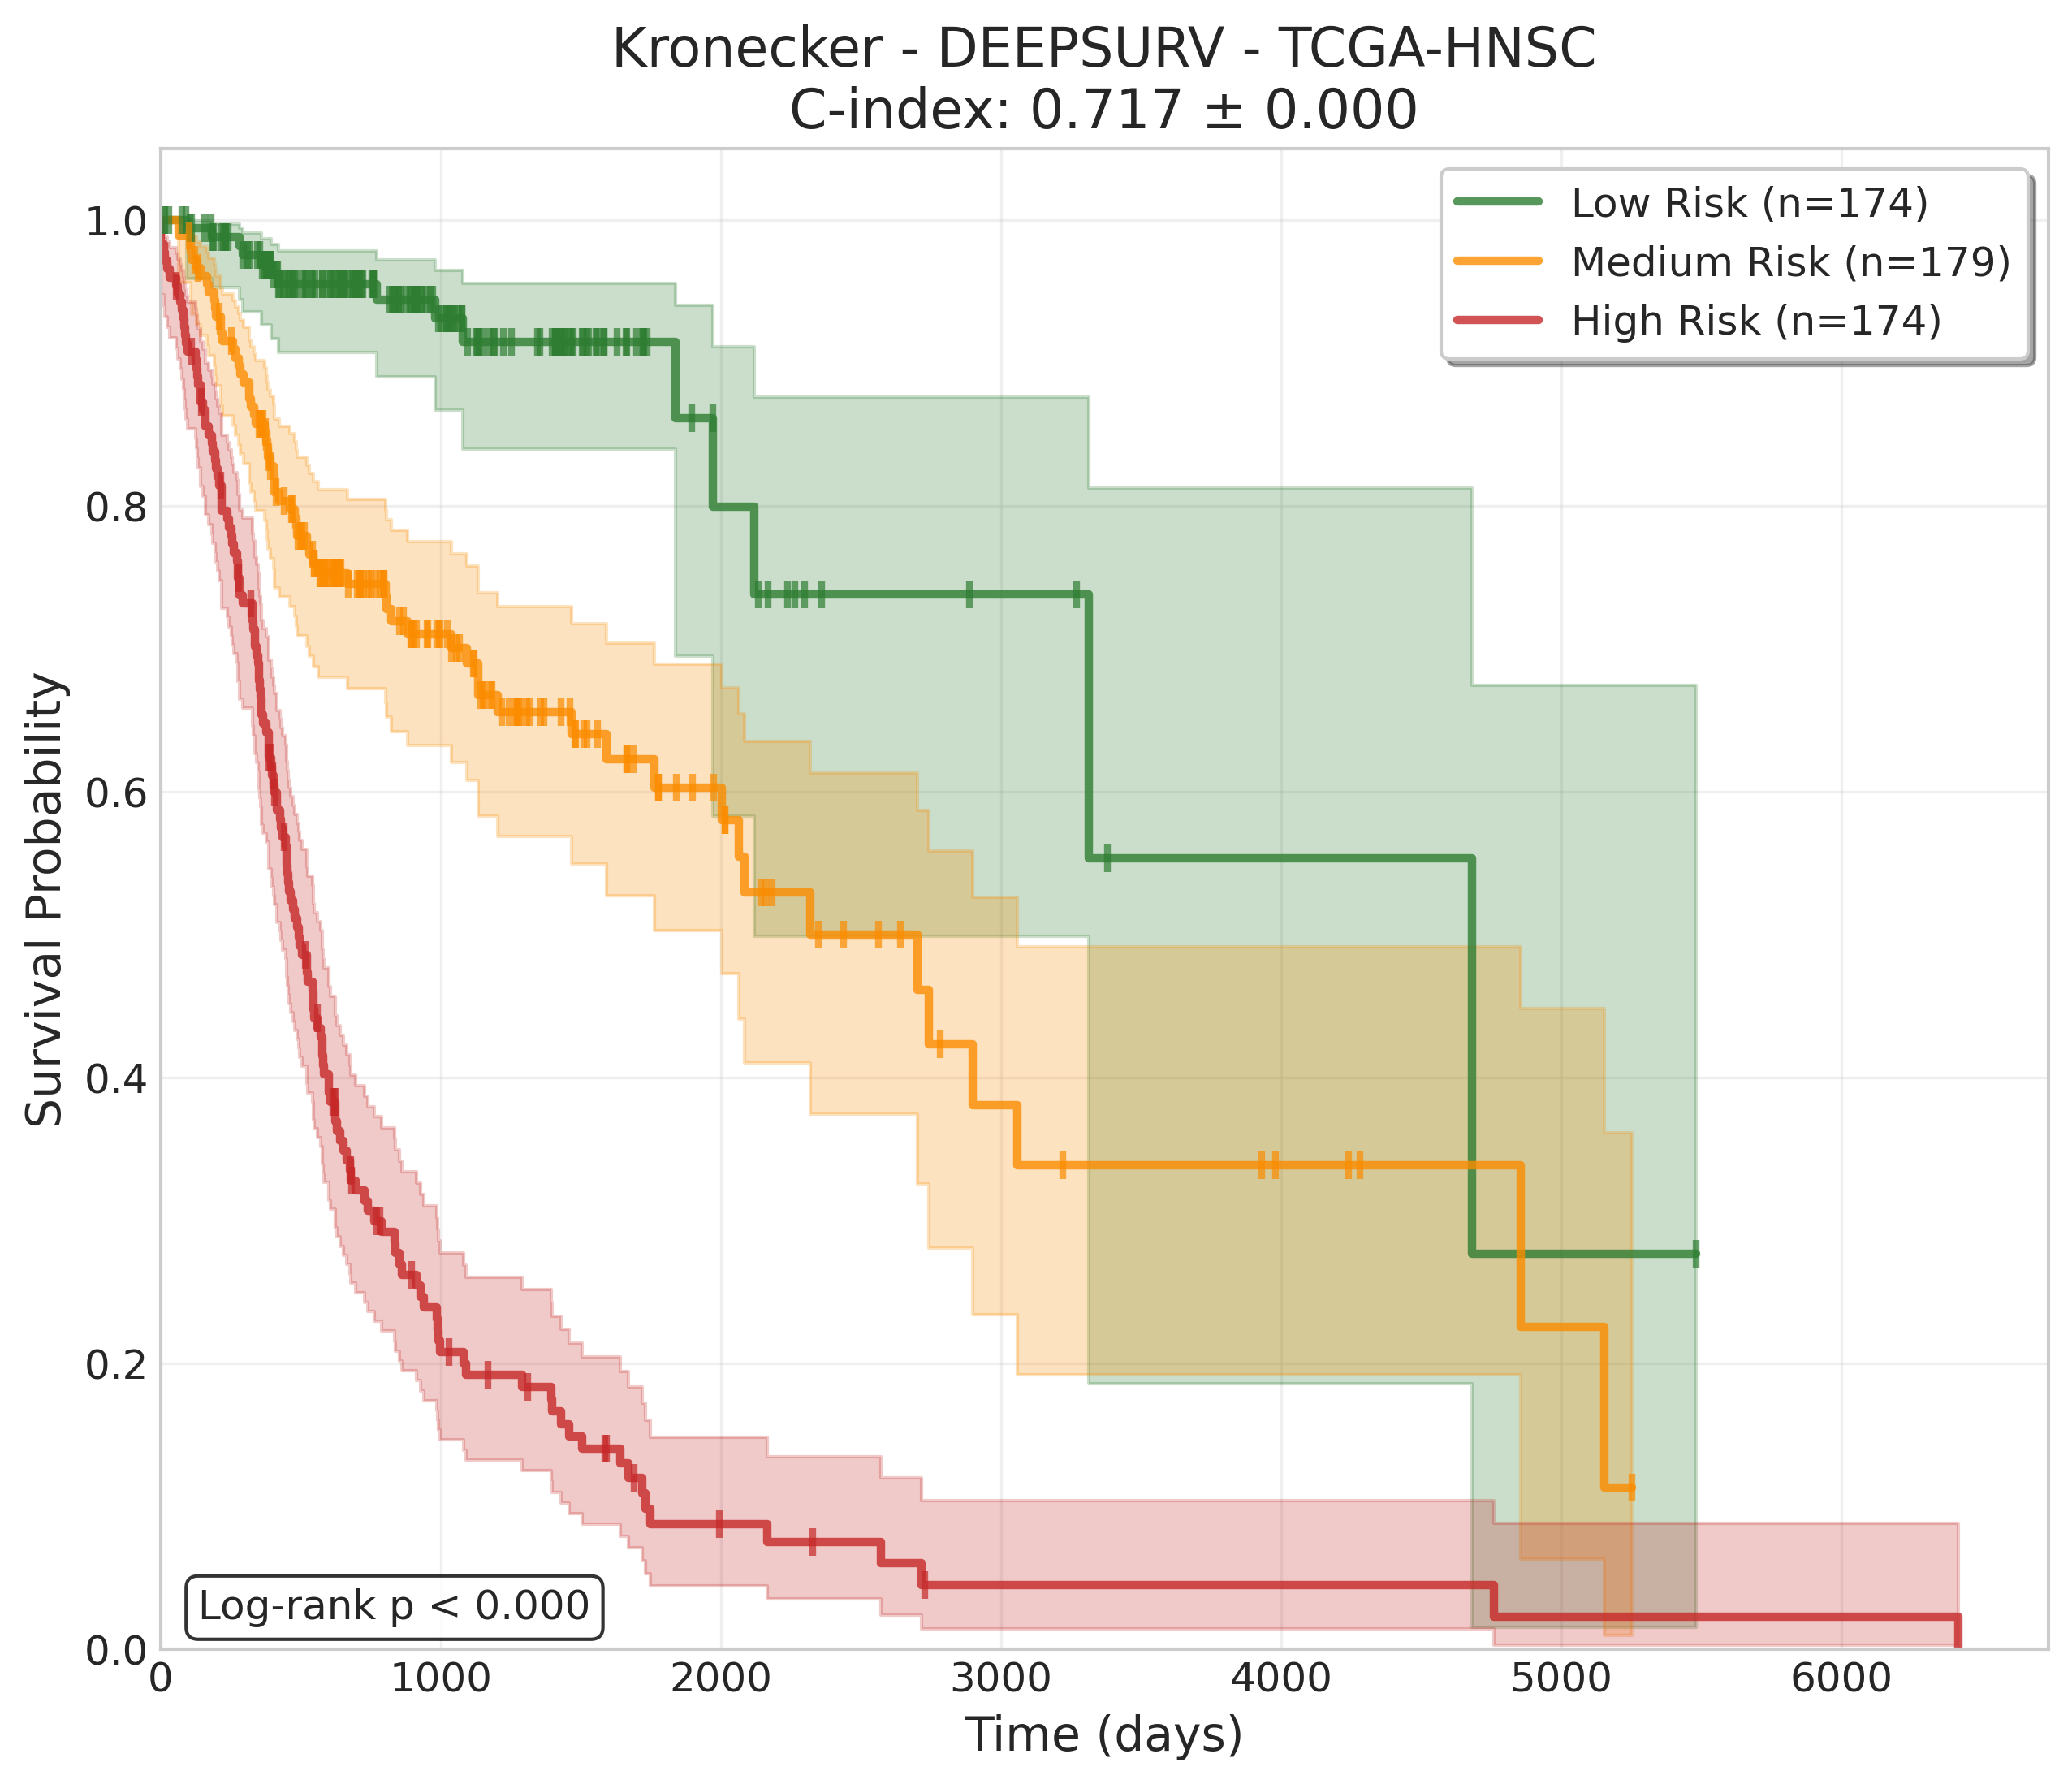 Kronecker - DEEPSURV - TCGA-HNSC
C-index: 0.717 ± 0.000
Low Risk (n=174)
Medium Risk (n=179)
High Risk (n=174)
Survival Probability
1.0
0.8
0.6
0.4
0.2
0.0
Log-rank p < 0.000
0 1000 2000 3000 4000 5000 6000
Time (days)